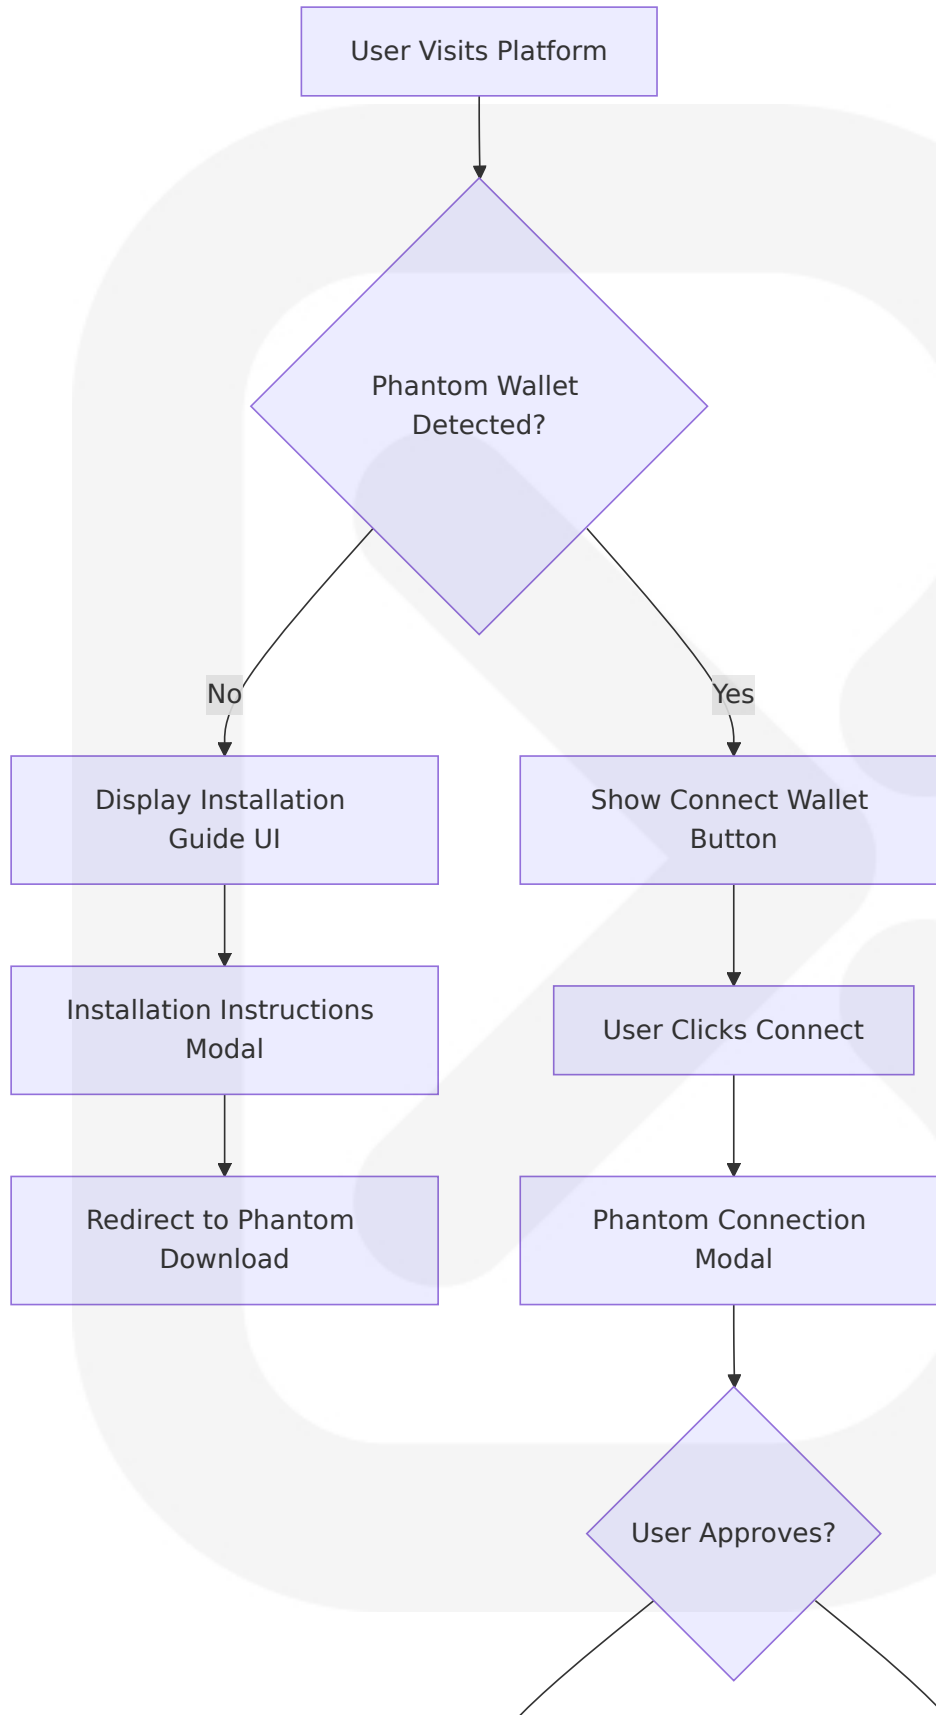 User Visits Platform
Phantom Wallet
Detected?
No
Yes
Display Installation
Guide UI
Show Connect Wallet
Button
Installation Instructions
Modal
User Clicks Connect
Redirect to Phantom
Download
Phantom Connection
Modal
User Approves?